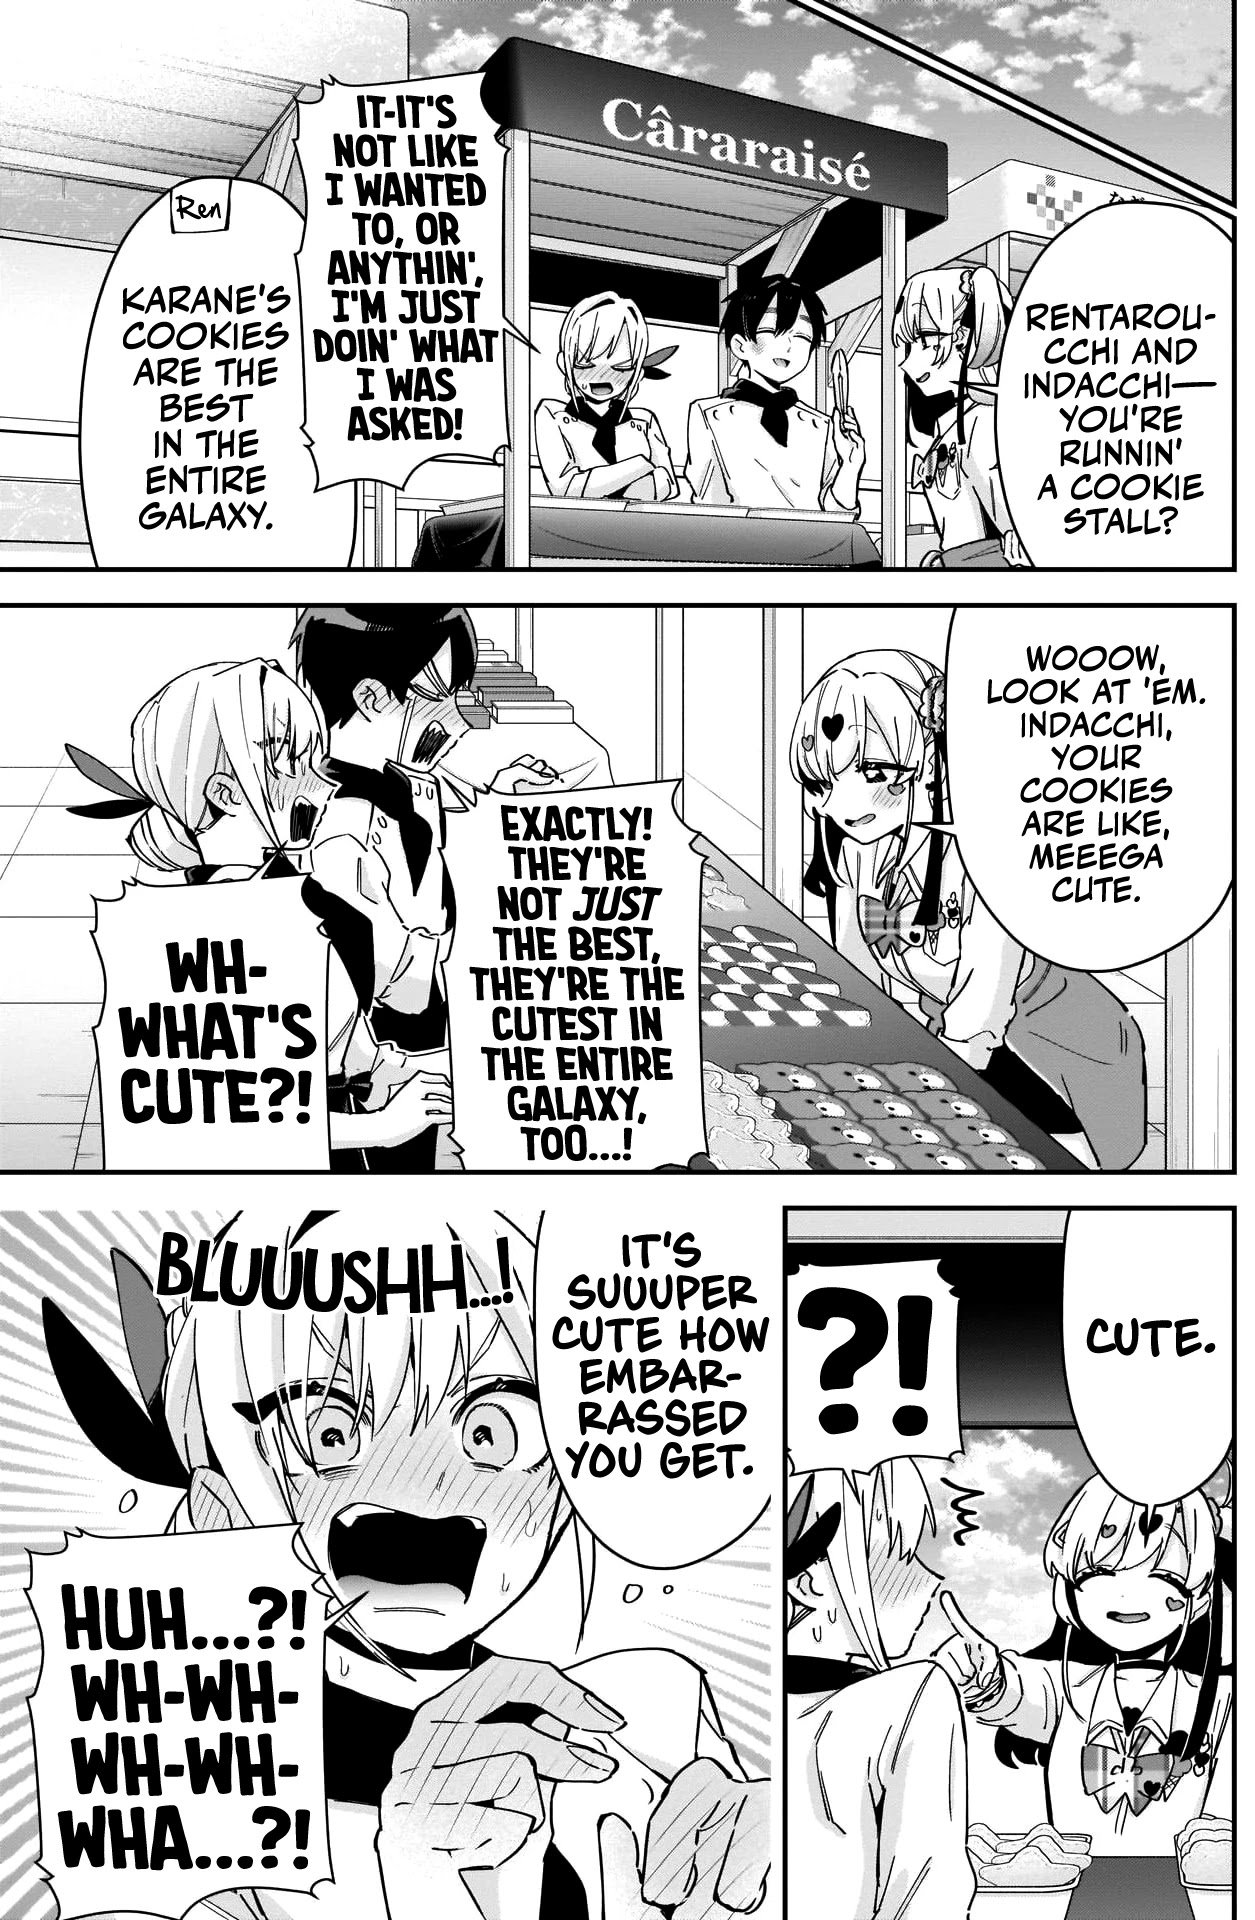 Câraraisé
RENTAROU-
CCHI AND
INDACCHI—
YOU'RE
RUNNIN'
A COOKIE
STALL?
IT-IT'S
NOT LIKE
I WANTED
TO, OR
ANYTHIN',
I'M JUST
DOIN' WHAT
I WAS
ASKED!
Ren
KARANE'S
COOKIES
ARE THE
BEST
IN THE
ENTIRE
GALAXY.
WOOOW,
LOOK AT 'EM.
INDACCHI,
YOUR
COOKIES
ARE LIKE,
MEEEGA
CUTE.
EXACTLY!
THEY'RE
NOT JUST
THE BEST,
THEY'RE THE
CUTEST IN
THE ENTIRE
GALAXY,
TOO...!
WH-
WHAT'S
CUTE?!
CUTE.
?!
IT'S
SUUUPER
CUTE HOW
EMBAR-
RASSED
YOU GET.
BLUUUSHH...!
HUH...?!
WH-WH-
WH-WH-
WHA...?!